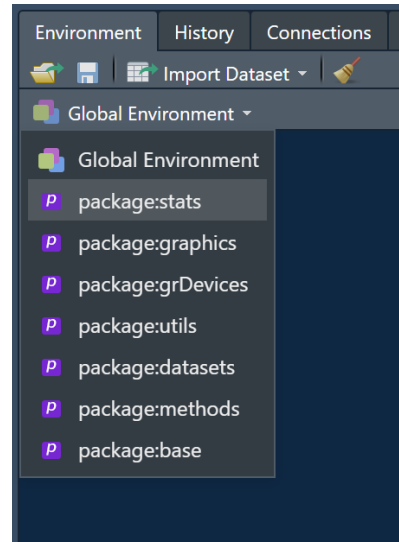 Environment History Connections
Import Dataset
Global Environment
Global Environment
P package:stats
P package:graphics
P package:grDevices
P package:utils
P package:datasets
P package:methods
P package:base